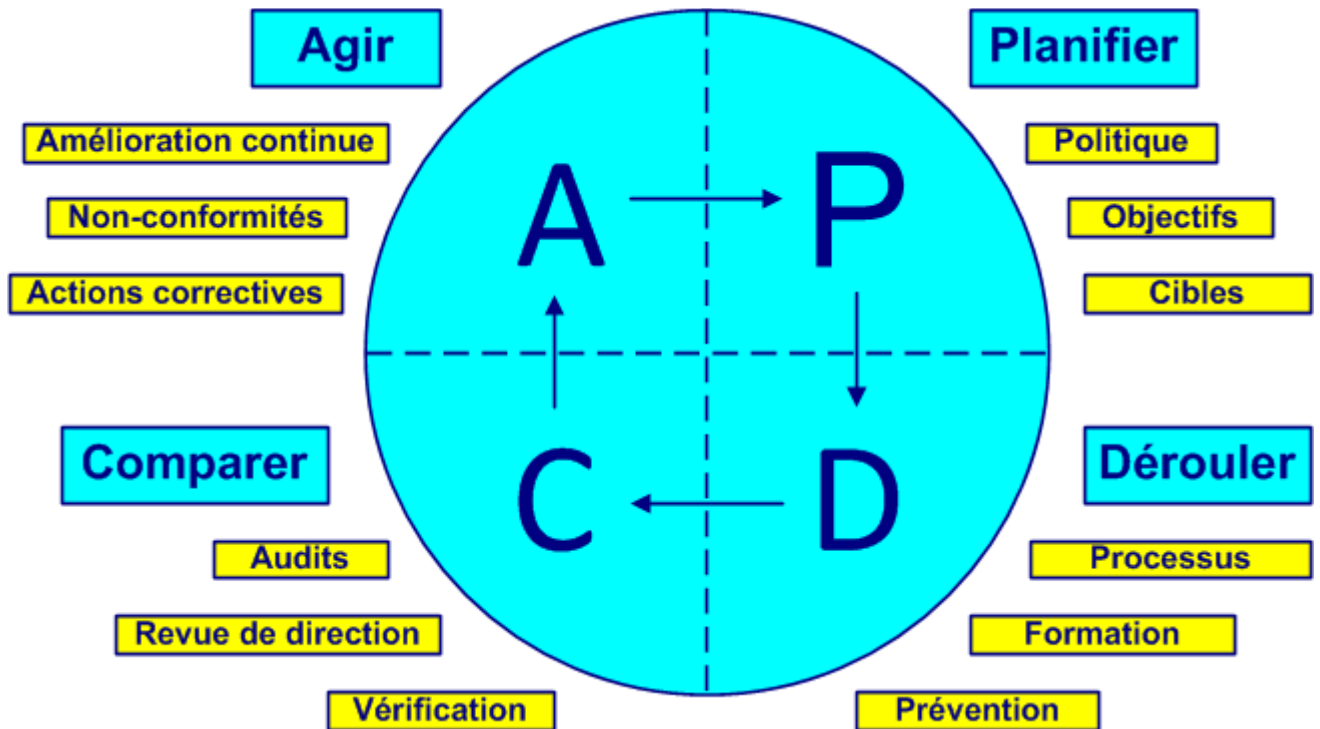 Agir
Planifier
Amélioration continue
Politique
Non-conformités
Objectifs
Actions correctives
Cibles
A
P
C
D
Comparer
Dérouler
Audits
Processus
Revue de direction
Formation
Vérification
Prévention